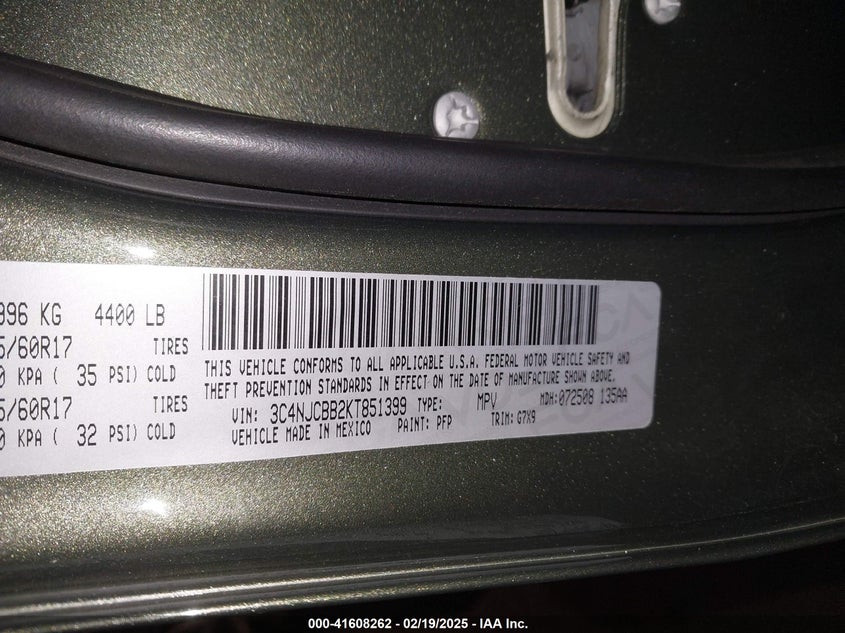 996 KG 4400 LB
5/60R17 TIRES
0 KPA ( 35 PSI) COLD
5/60R17 TIRES
0 KPA ( 32 PSI) COLD
THIS VEHICLE CONFORMS TO ALL APPLICABLE U.S.A. FEDERAL MOTOR VEHICLE SAFETY AND
THEFT PREVENTION STANDARDS IN EFFECT ON THE DATE OF MANUFACTURE SHOWN ABOVE.
VIN: 3C4NJCBB2KT851399 TYPE: MPV MDH: 072508 135AA
VEHICLE MADE IN MEXICO PAINT: PFP TRIM: G7X9
000-41608262 - 02/19/2025 - IAA Inc.